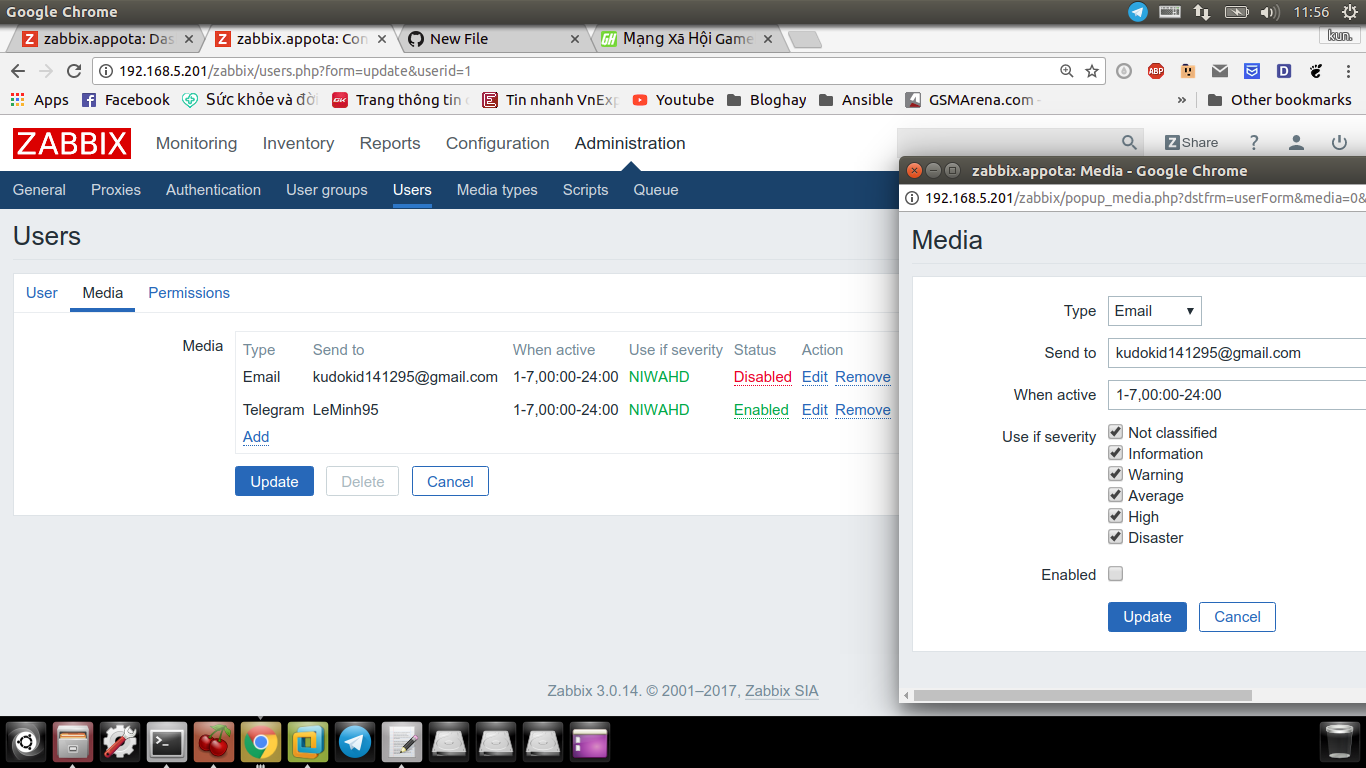 Google Chrome
11:56
zabbix.appota: Das
zabbix.appota: Con
New File
Mạng Xã Hội Game
kun.
192.168.5.201/zabbix/users.php?form=update&userid=1
ABP
D
Apps
Facebook
Sức khỏe và đời
Trang thông tin
Tin nhanh VnExp
Youtube
Bloghay
Ansible
GSMArena.com -
»
Other bookmarks
ZABBIX
Monitoring
Inventory
Reports
Configuration
Administration
Z Share
?
General
Proxies
Authentication
User groups
Users
Media types
Scripts
Queue
Users
User
Media
Permissions
Media
Type Send to When active Use if severity Status Action
Email kudokid141295@gmail.com 1-7,00:00-24:00 NIWAHD Disabled Edit Remove
Telegram LeMinh95 1-7,00:00-24:00 NIWAHD Enabled Edit Remove
Add
Update Delete Cancel
Zabbix 3.0.14. © 2001–2017, Zabbix SIA
zabbix.appota: Media - Google Chrome
192.168.5.201/zabbix/popup_media.php?dstfrm=userForm&media=0&
Media
Type Email
Send to kudokid141295@gmail.com
When active 1-7,00:00-24:00
Use if severity Not classified
Information
Warning
Average
High
Disaster
Enabled
Update Cancel